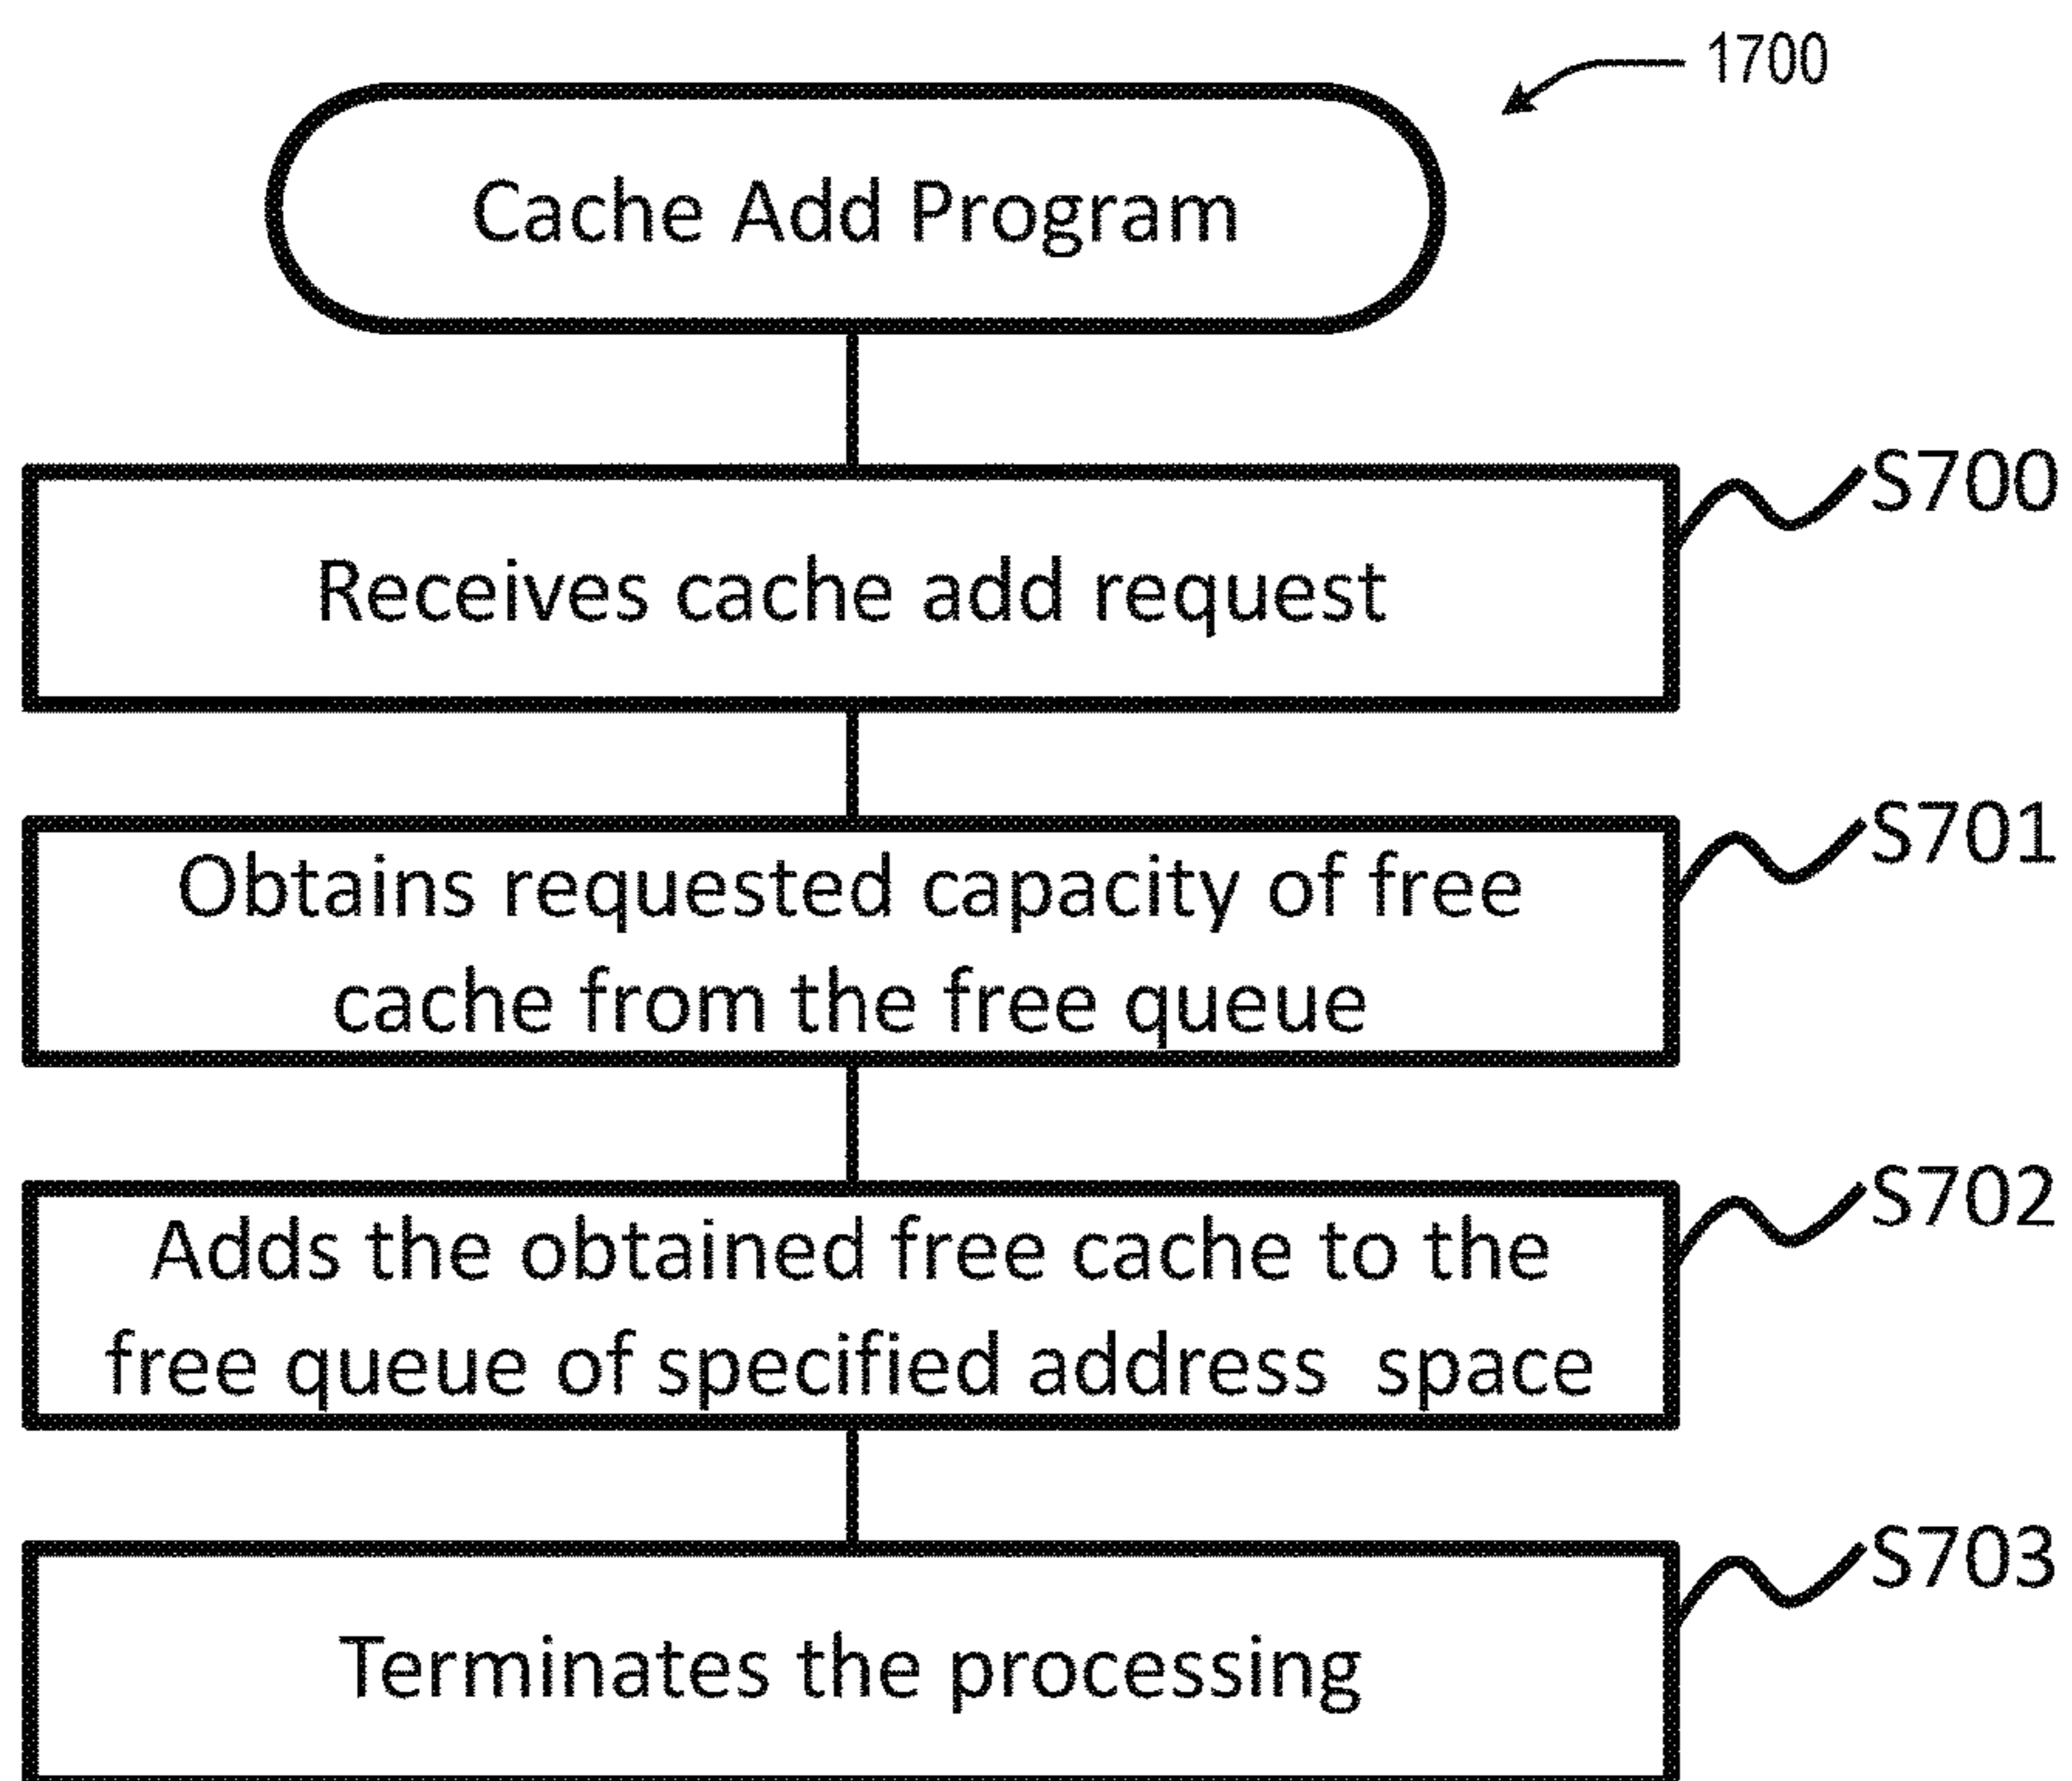 1700
Cache Add Program
S700
Receives cache add request
S701
Obtains requested capacity of free
cache from the free queue
S702
Adds the obtained free cache to the
free queue of specified address space
S703
Terminates the processing